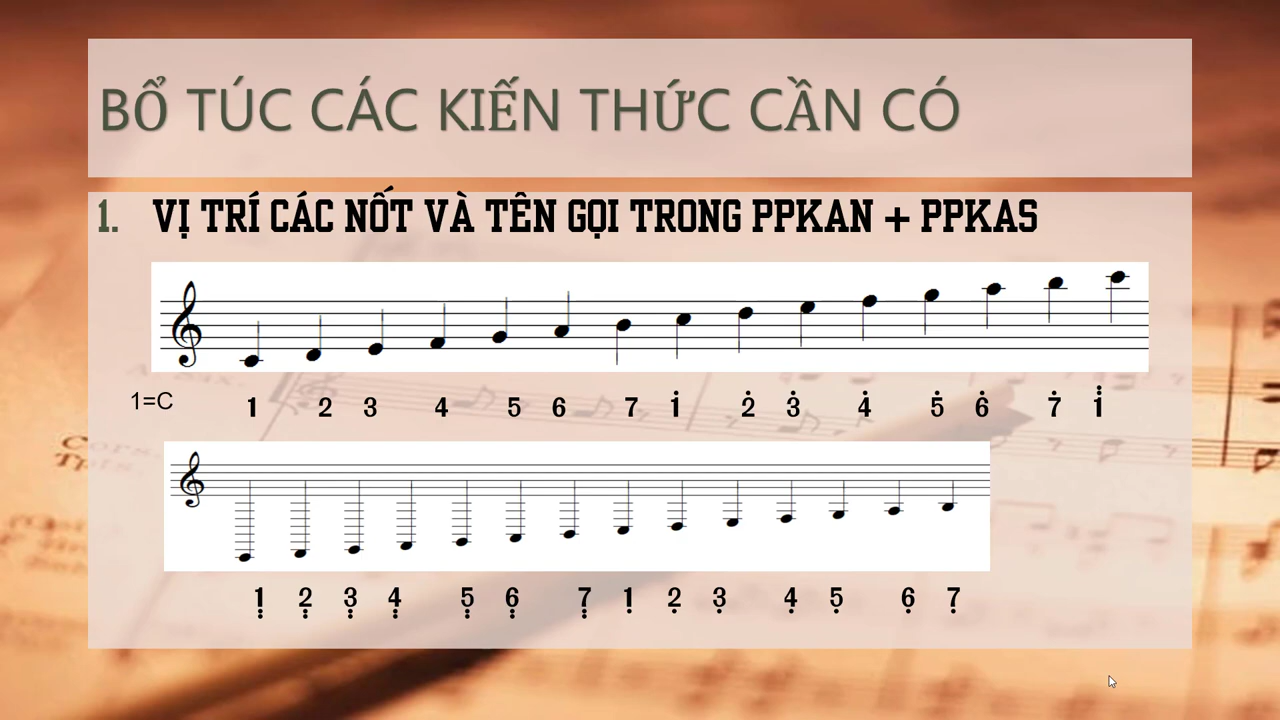 BỔ TÚC CÁC KIẾN THỨC CẦN CÓ
1. VỊ TRÍ CÁC NỐT VÀ TÊN GỌI TRONG PPKAN + PPKAS
1=C 1 2 3 4 5 6 7 1̇ 2̇ 3̇ 4̇ 5̇ 6̇ 7̇ 1̈
1̤ 2̤ 3̤ 4̤ 5̤ 6̤ 7̤ 1̣ 2̣ 3̣ 4̣ 5̣ 6̣ 7̣